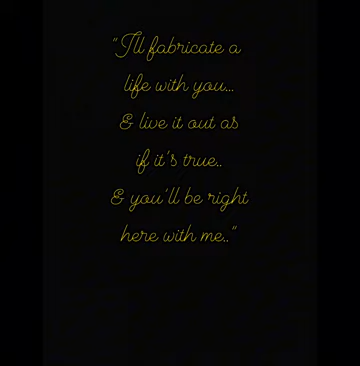 "I'll fabricate a
life with you...
& live it out as
if it's true..
& you'll be right
here with me.."